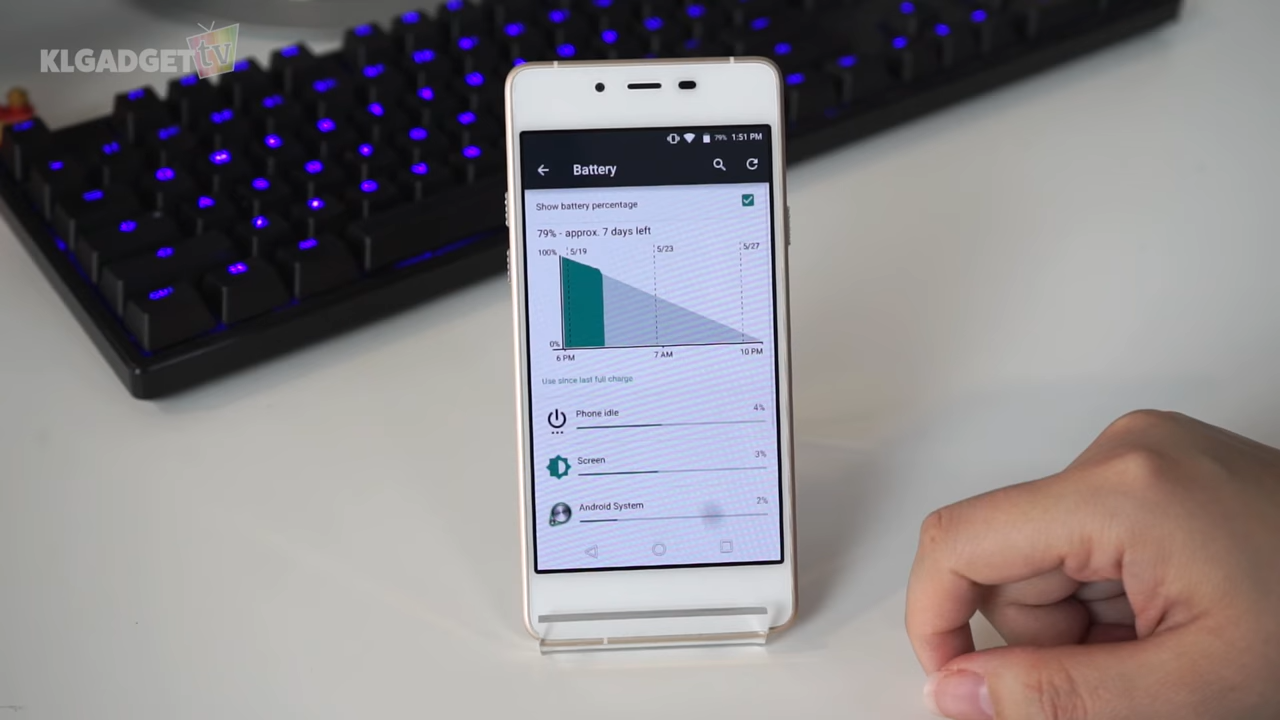 KLGADGET tv
79% 1:51 PM
Battery
Show battery percentage
79% - approx. 7 days left
100% 5/19 5/23 5/27
0%
6 PM 7 AM 10 PM
Use since last full charge
Phone idle 4%
Screen 3%
Android System 2%